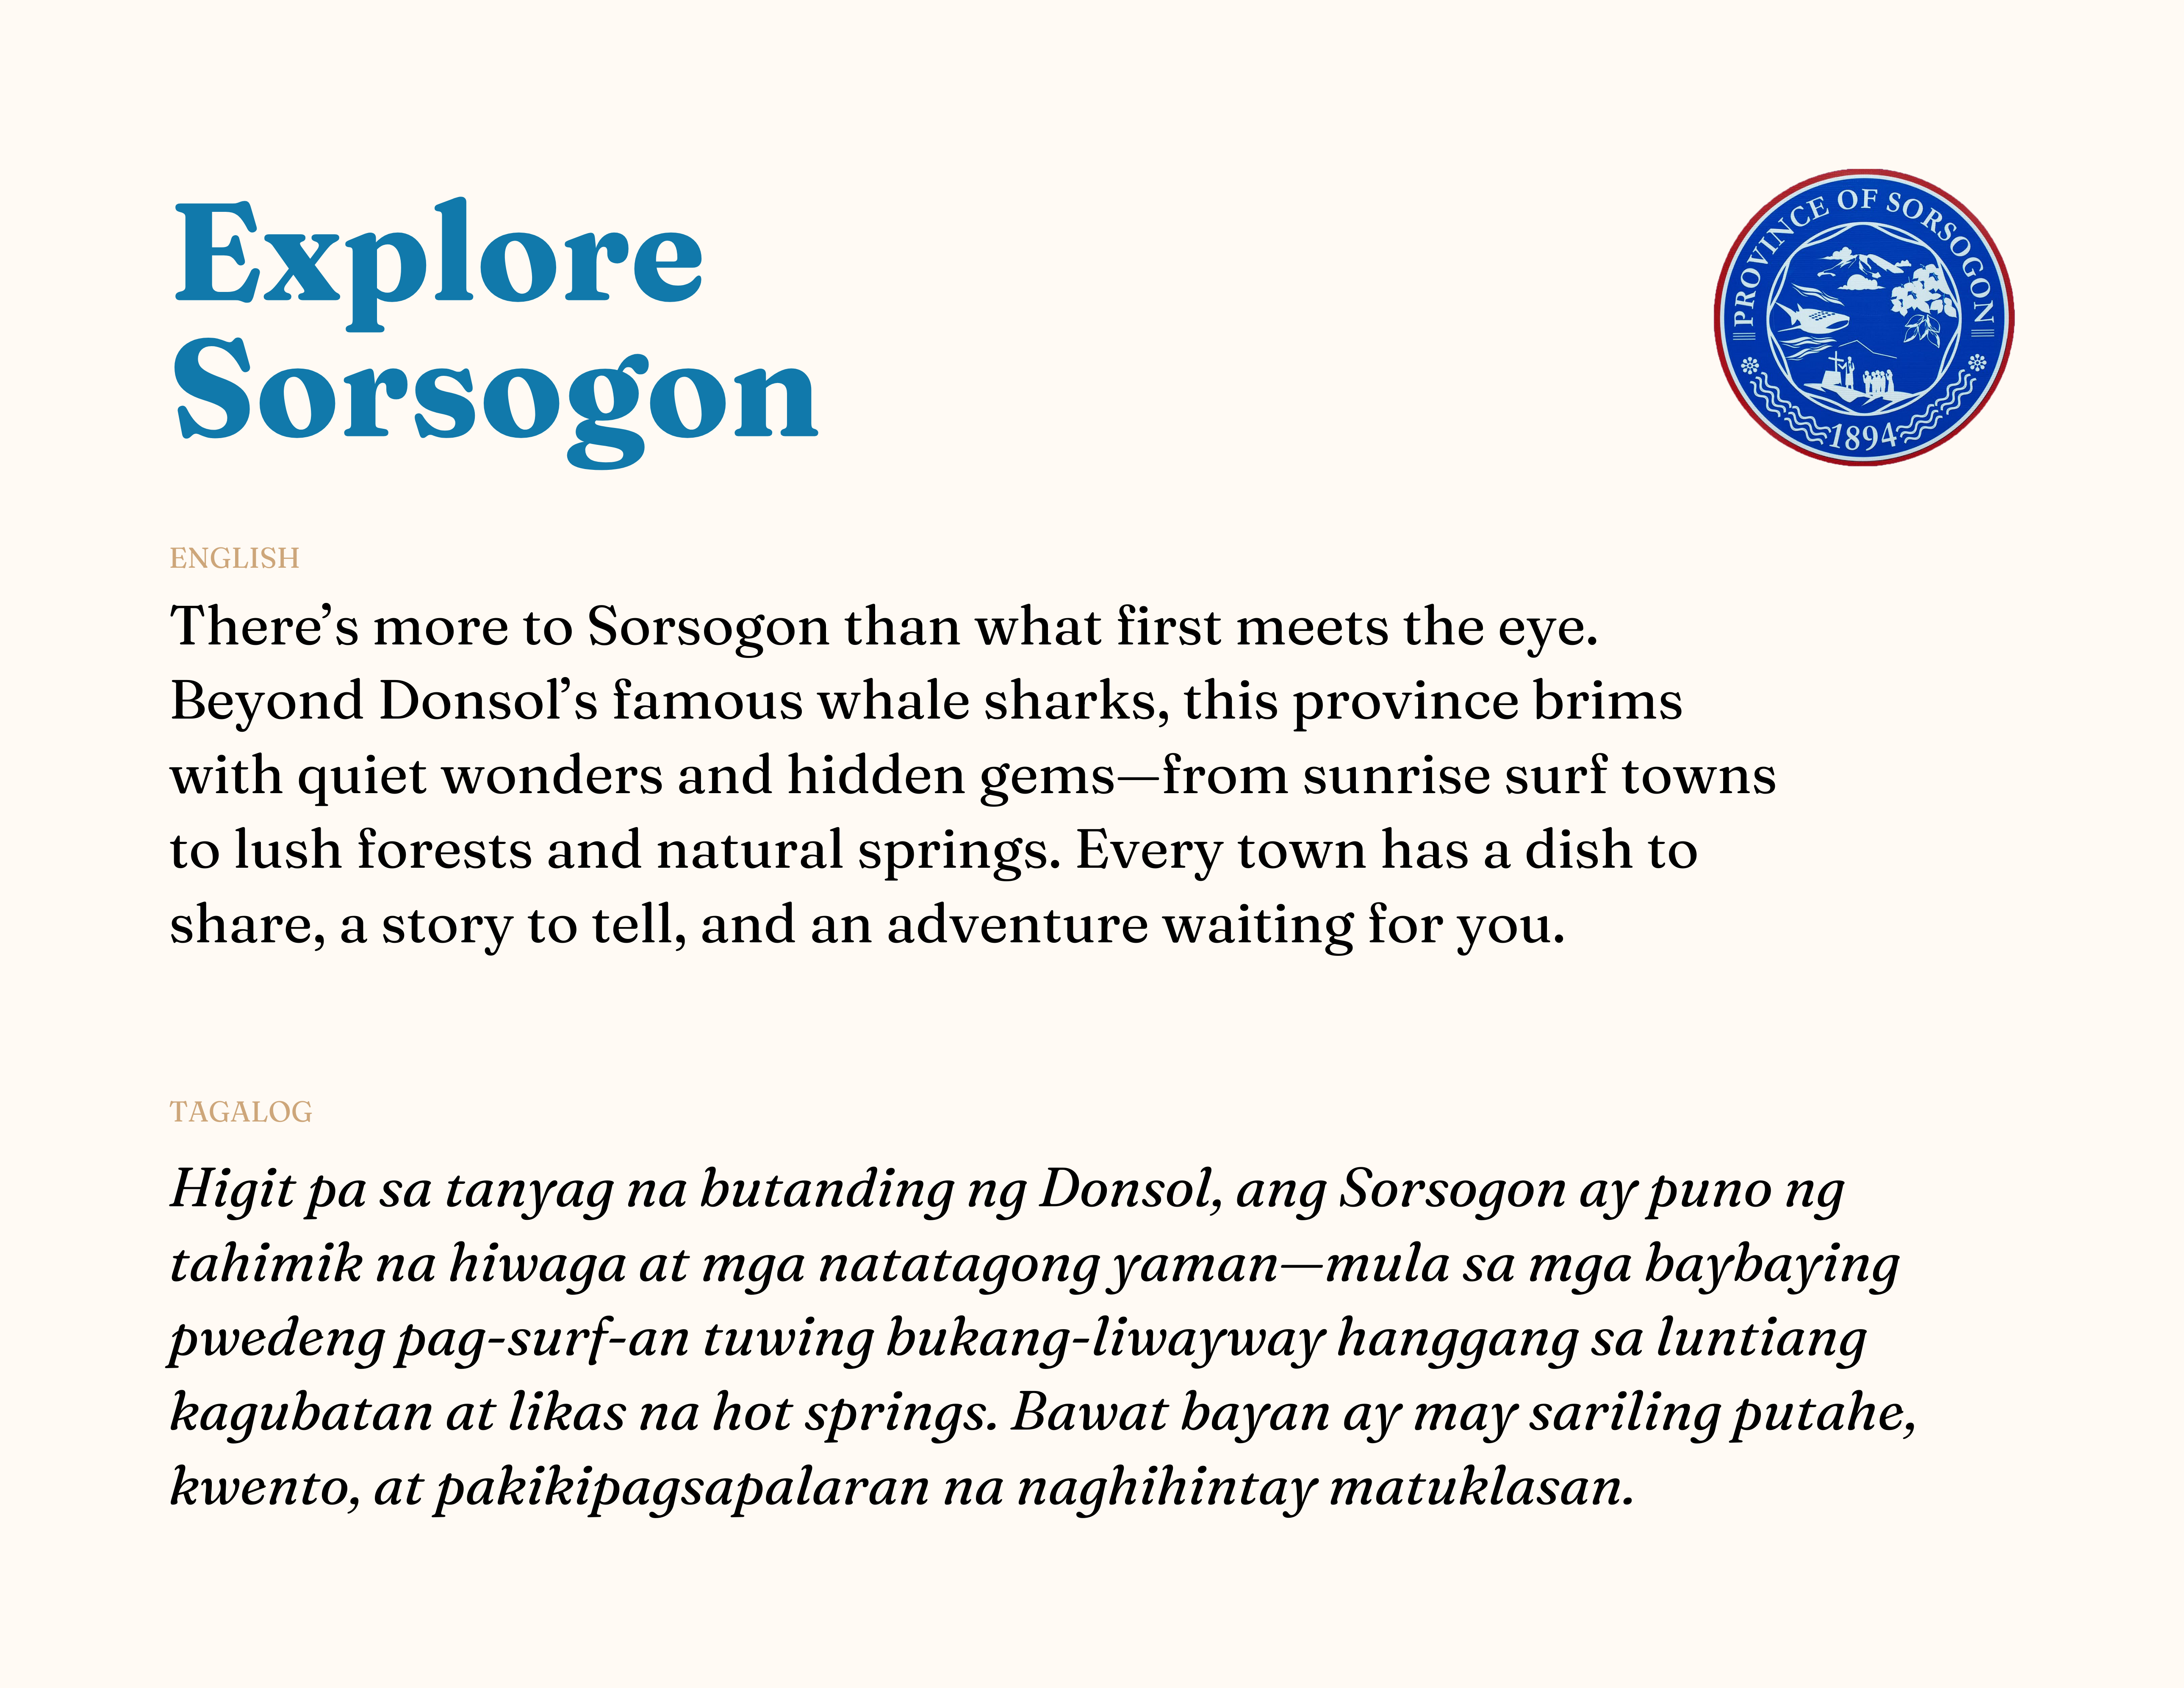 Explore
Sorsogon
PROVINCE OF SORSOGON
1894
ENGLISH
There’s more to Sorsogon than what first meets the eye.
Beyond Donsol’s famous whale sharks, this province brims
with quiet wonders and hidden gems—from sunrise surf towns
to lush forests and natural springs. Every town has a dish to
share, a story to tell, and an adventure waiting for you.
TAGALOG
Higit pa sa tanyag na butanding ng Donsol, ang Sorsogon ay puno ng
tahimik na hiwaga at mga natatagong yaman—mula sa mga baybaying
pwedeng pag-surf-an tuwing bukang-liwayway hanggang sa luntiang
kagubatan at likas na hot springs. Bawat bayan ay may sariling putahe,
kwento, at pakikipagsapalaran na naghihintay matuklasan.